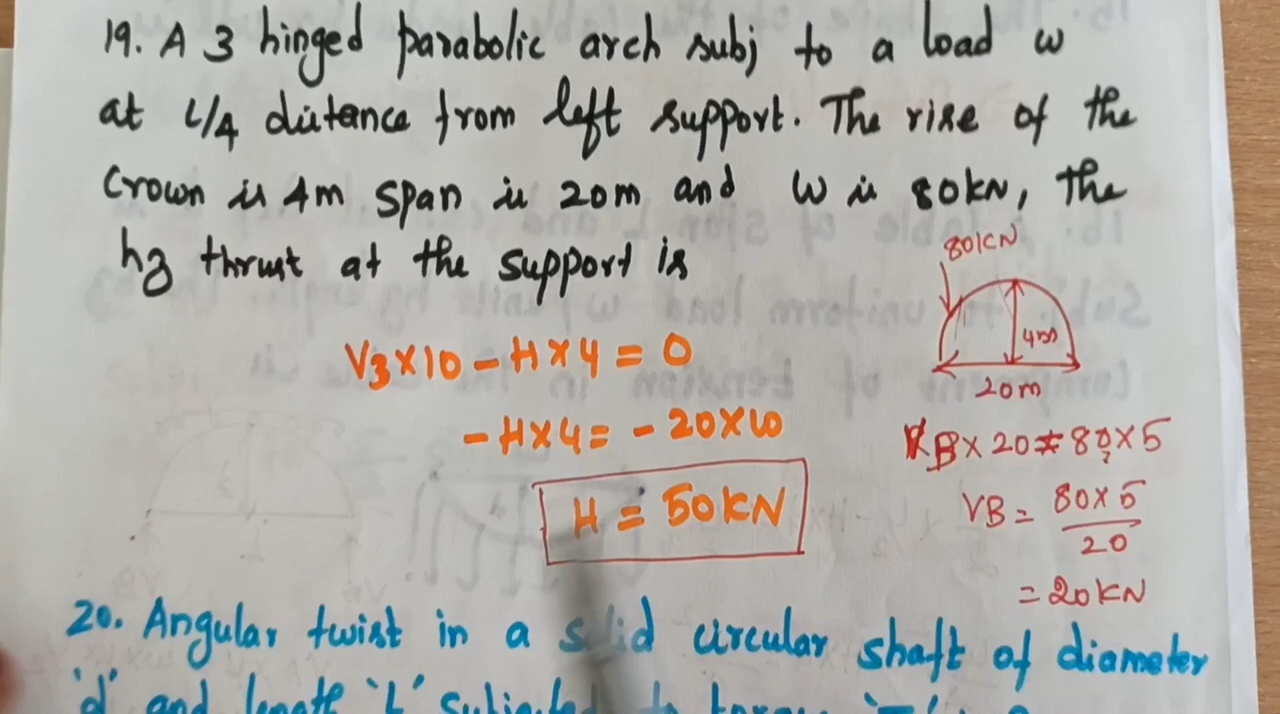 19. A 3 hinged parabolic arch subj to a load w
at L/4 distance from left support. The rise of the
Crown is 4m span is 20m and W is 80kN, the
hz thrust at the support is
80KN
4m
20m
V3×10 - H×4 = 0
- H×4 = - 20×10
H = 50KN
B×20 = 80×5
VB = 80×5
20
= 20KN
20. Angular twist in a solid circular shaft of diameter
'd' and length 'L'